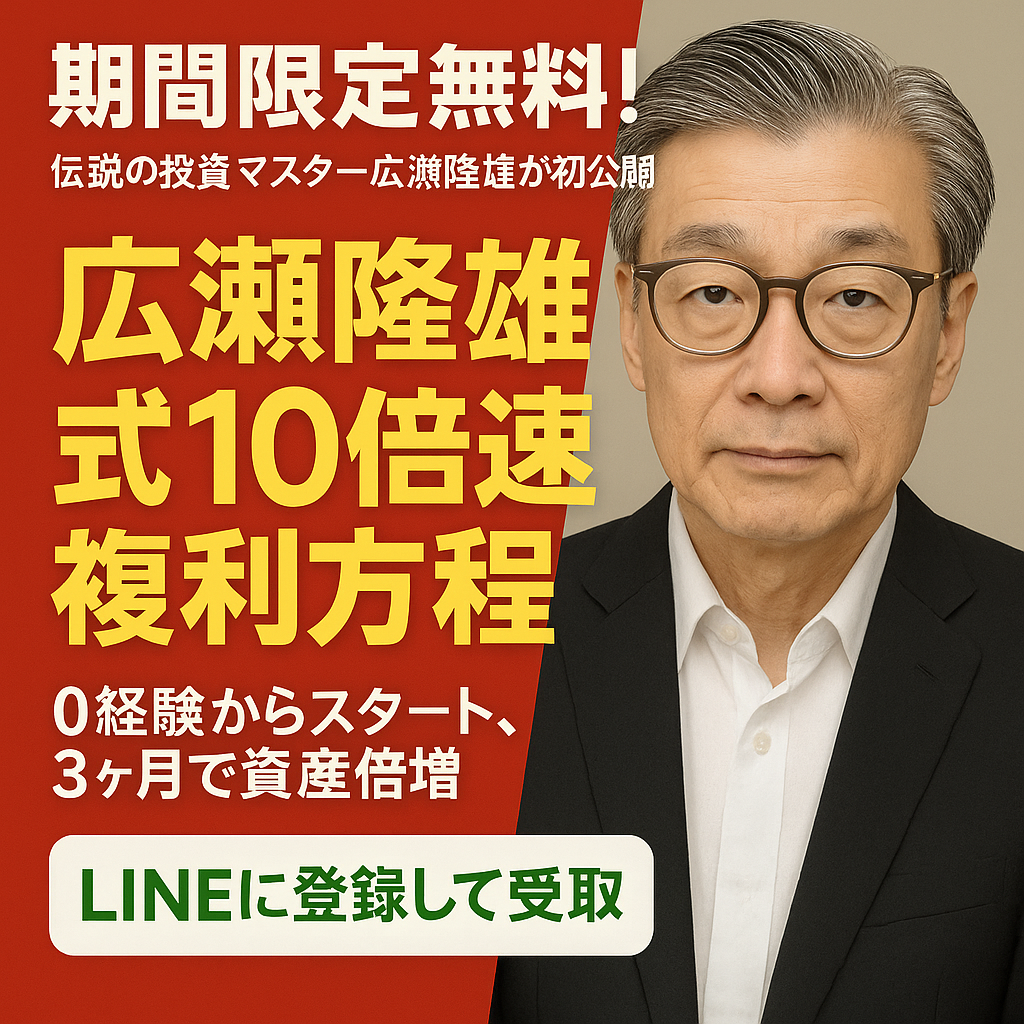 期間限定無料!
伝説の投資マスター広瀬隆雄が初公開
広瀬隆雄
式10倍速
複利方程
0経験からスタート、
3ヶ月で資産倍増
LINEに登録して受取